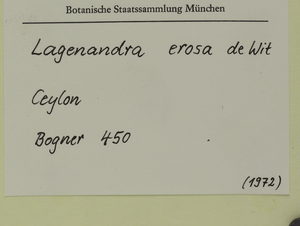 Botanische Staatssammlung München
Lagenandra erosa de Wit
Ceylon
Bogner 450
(1972)